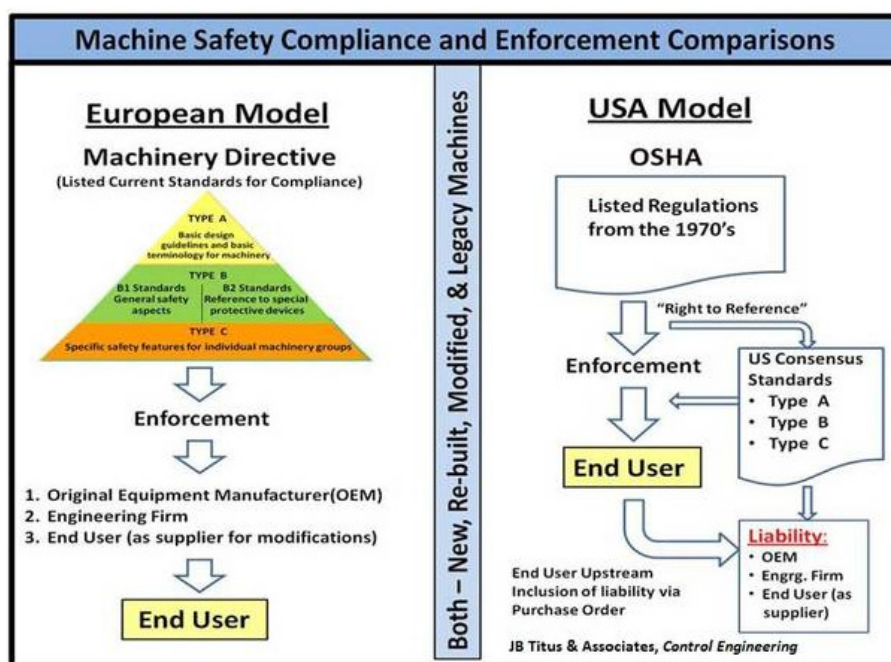 Machine Safety Compliance and Enforcement Comparisons
European Model
Machinery Directive
(Listed Current Standards for Compliance)
TYPE A
Basic design
guidelines and basic
terminology for machinery
TYPE B
B1 Standards
General safety
aspects
B2 Standards
Reference to special
protective devices
TYPE C
Specific safety features for individual machinery groups
Enforcement
1. Original Equipment Manufacturer(OEM)
2. Engineering Firm
3. End User (as supplier for modifications)
End User
Both – New, Re-built, Modified, & Legacy Machines
USA Model
OSHA
Listed Regulations
from the 1970's
"Right to Reference"
Enforcement
US Consensus
Standards
• Type A
• Type B
• Type C
End User
End User Upstream
Inclusion of liability via
Purchase Order
Liability:
• OEM
• Engrg. Firm
• End User (as
supplier)
JB Titus & Associates, Control Engineering